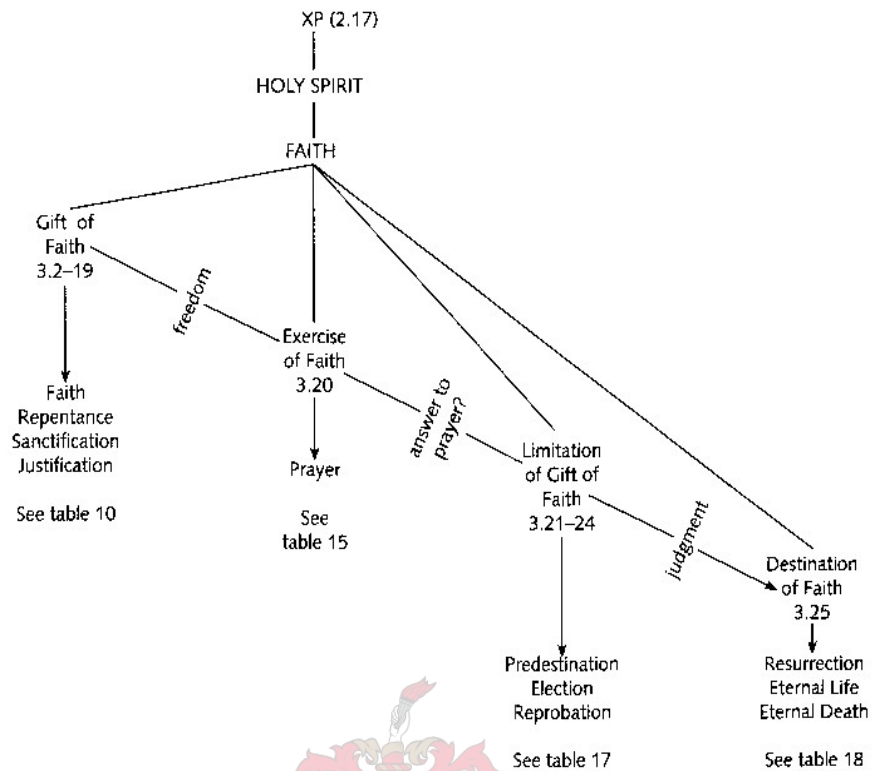 XP (2.17)
HOLY SPIRIT
FAITH
Gift of
Faith
3.2–19
freedom
Exercise
of Faith
3.20
answer to
prayer?
Limitation
of Gift of
Faith
3.21–24
judgment
Destination
of Faith
3.25
Faith
Repentance
Sanctification
Justification
See table 10
Prayer
See
table 15
Predestination
Election
Reprobation
See table 17
Resurrection
Eternal Life
Eternal Death
See table 18